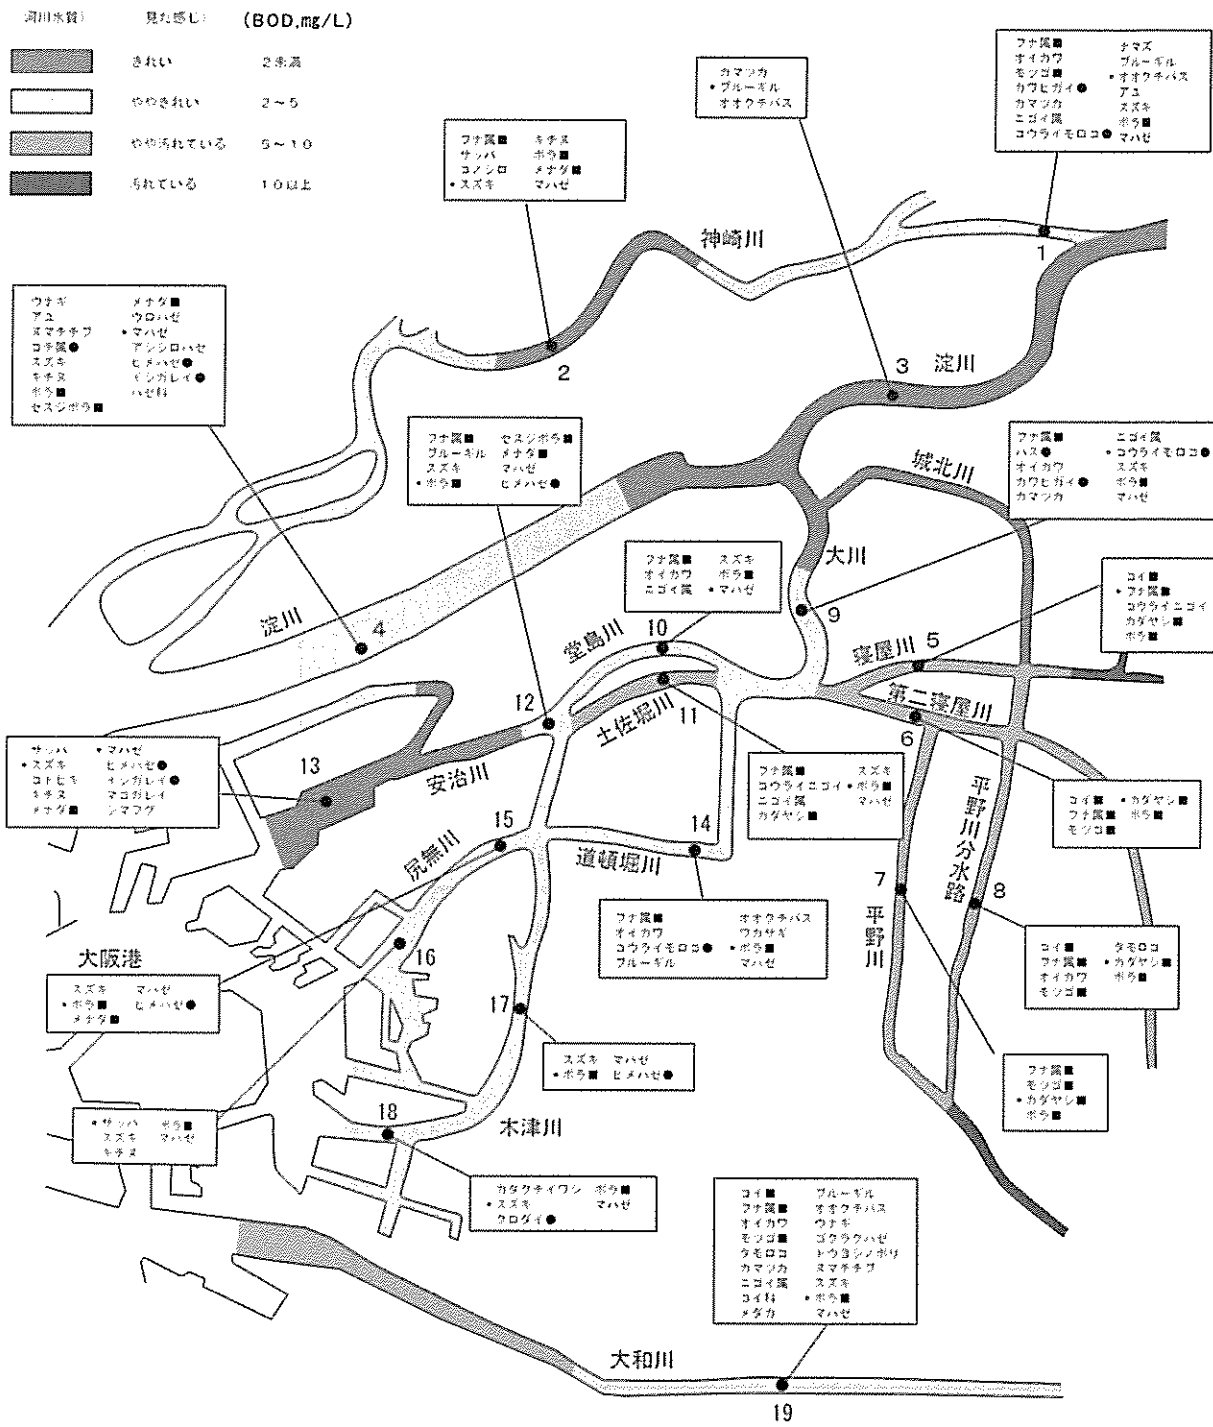 河川水質） 見た感じ） (BOD,mg/L)
きれい 2未満
ややきれい 2～5
やや汚れている 5～10
汚れている 10以上
フナ属■ ナマズ
オイカワ ブルーギル
モツゴ■ ・オオクチバス
カワヒガイ● アユ
カマツカ スズキ
ニゴイ属 ボラ■
コウライモロコ● マハゼ
1
カマツカ
・ブルーギル
オオクチバス
3
フナ属■ キチヌ
サッパ ボラ■
コノシロ メナダ■
・スズキ マハゼ
2
神崎川
淀川
ウナギ メナダ■
アユ ウロハゼ
ヌマチチブ ・マハゼ
コチ属● アシシロハゼ
スズキ ヒメハゼ●
キチヌ イシガレイ●
ボラ■ ハゼ科
セスジボラ■
淀川
4
フナ属■ セスジボラ■
ブルーギル メナダ■
スズキ マハゼ
・ボラ■ ヒメハゼ●
12
フナ属■ ニゴイ属
ハス● ・コウライモロコ●
オイカワ スズキ
カワヒガイ● ボラ■
カマツカ マハゼ
城北川
大川
9
フナ属■ スズキ
オイカワ ボラ■
ニゴイ属 ・マハゼ
堂島川
10
コイ■
・フナ属■
コウライニゴイ
カダヤシ■
ボラ■
寝屋川
5
第二寝屋川
6
土佐堀川
11
サッパ ・マハゼ
・スズキ ヒメハゼ●
コトヒキ イシガレイ●
キチヌ マコガレイ
メナダ■ シマフグ
13
安治川
フナ属■ スズキ
コウライニゴイ ・ボラ■
ニゴイ属 マハゼ
カダヤシ■
コイ■ ・カダヤシ■
フナ属■ ボラ■
モツゴ■
尻無川
15
道頓堀川
14
平野川分水路
7
8
平野川
フナ属■ オオクチバス
オイカワ ワカサギ
コウライモロコ● ・ボラ■
ブルーギル マハゼ
コイ■ タモロコ
フナ属■ ・カダヤシ■
オイカワ ボラ■
モツゴ■
大阪港
16
スズキ マハゼ
・ボラ■ ヒメハゼ●
メナダ■
17
スズキ マハゼ
・ボラ■ ヒメハゼ●
フナ属■
モツゴ■
・カダヤシ■
ボラ■
・サッパ ボラ■
スズキ マハゼ
キチヌ
18
木津川
カタクチイワシ ボラ■
・スズキ マハゼ
クロダイ●
コイ■ ブルーギル
フナ属■ オオクチバス
オイカワ ウナギ
モツゴ■ ゴクラクハゼ
タモロコ トウヨシノボリ
カマツカ ヌマチチブ
ニゴイ属 スズキ
コイ科 ・ボラ■
メダカ マハゼ
大和川
19